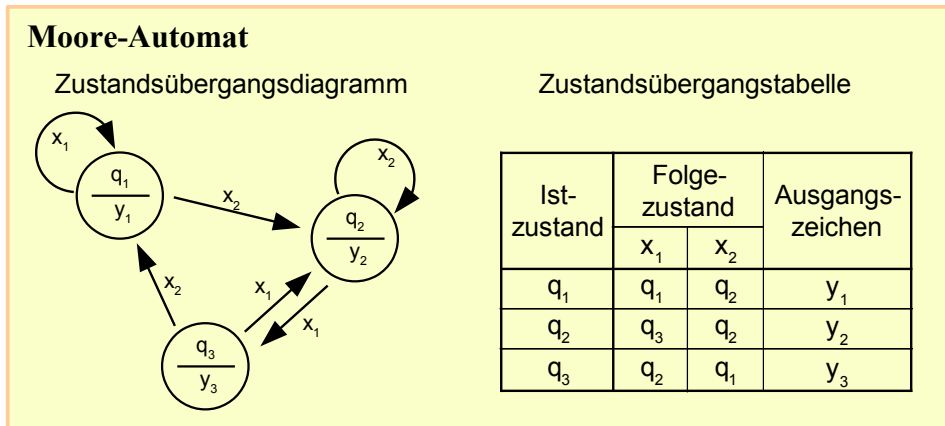 Moore-Automat
Zustandsübergangsdiagramm
x₁
q₁
y₁
x₂
x₂
q₂
y₂
x₂
x₁
x₁
q₃
y₃
Zustandsübergangstabelle
Ist-
zustand
Folge-
zustand
Ausgangs-
zeichen
x₁ x₂
q₁ q₁ q₂ y₁
q₂ q₃ q₂ y₂
q₃ q₂ q₁ y₃